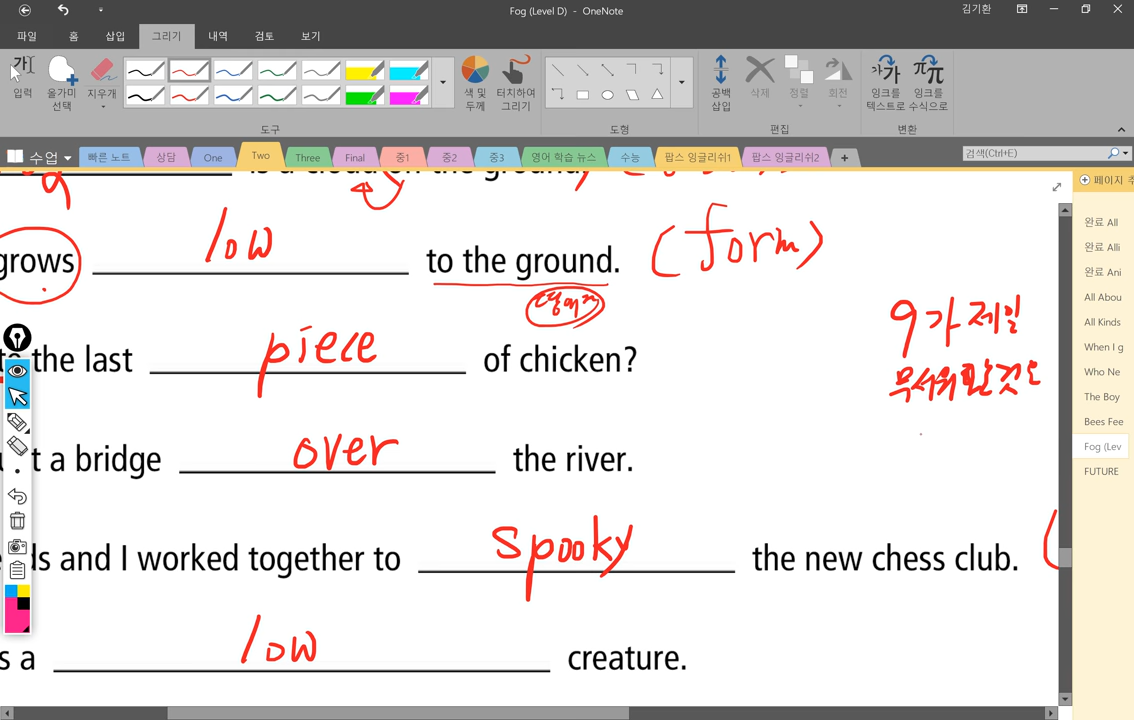 Fog (Level D) - OneNote
김기환
파일 홈 삽입 그리기 내역 검토 보기
입력
올가미 선택
지우개
색 및 두께
터치하여 그리기
공백 삽입
삭제
정렬
회전
잉크를 텍스트로
잉크를 수식으로
도구 도형 편집 변환
수업 빠른 노트 상담 One Two Three Final 중1 중2 중3 영어 학습 뉴스 수능 팝스 잉글리쉬1 팝스 잉글리쉬2
검색(Ctrl+E)
페이지 추
is a cloud on the ground
grows low to the ground. (form)
the last piece of chicken?
t a bridge over the river.
ds and I worked together to spooky the new chess club.
s a low creature.
9가 제일
무서워 하는 것은
완료 All
완료 Alli
완료 Ani
All Abou
All Kinds
When I g
Who Ne
The Boy
Bees Fee
Fog (Lev
FUTURE